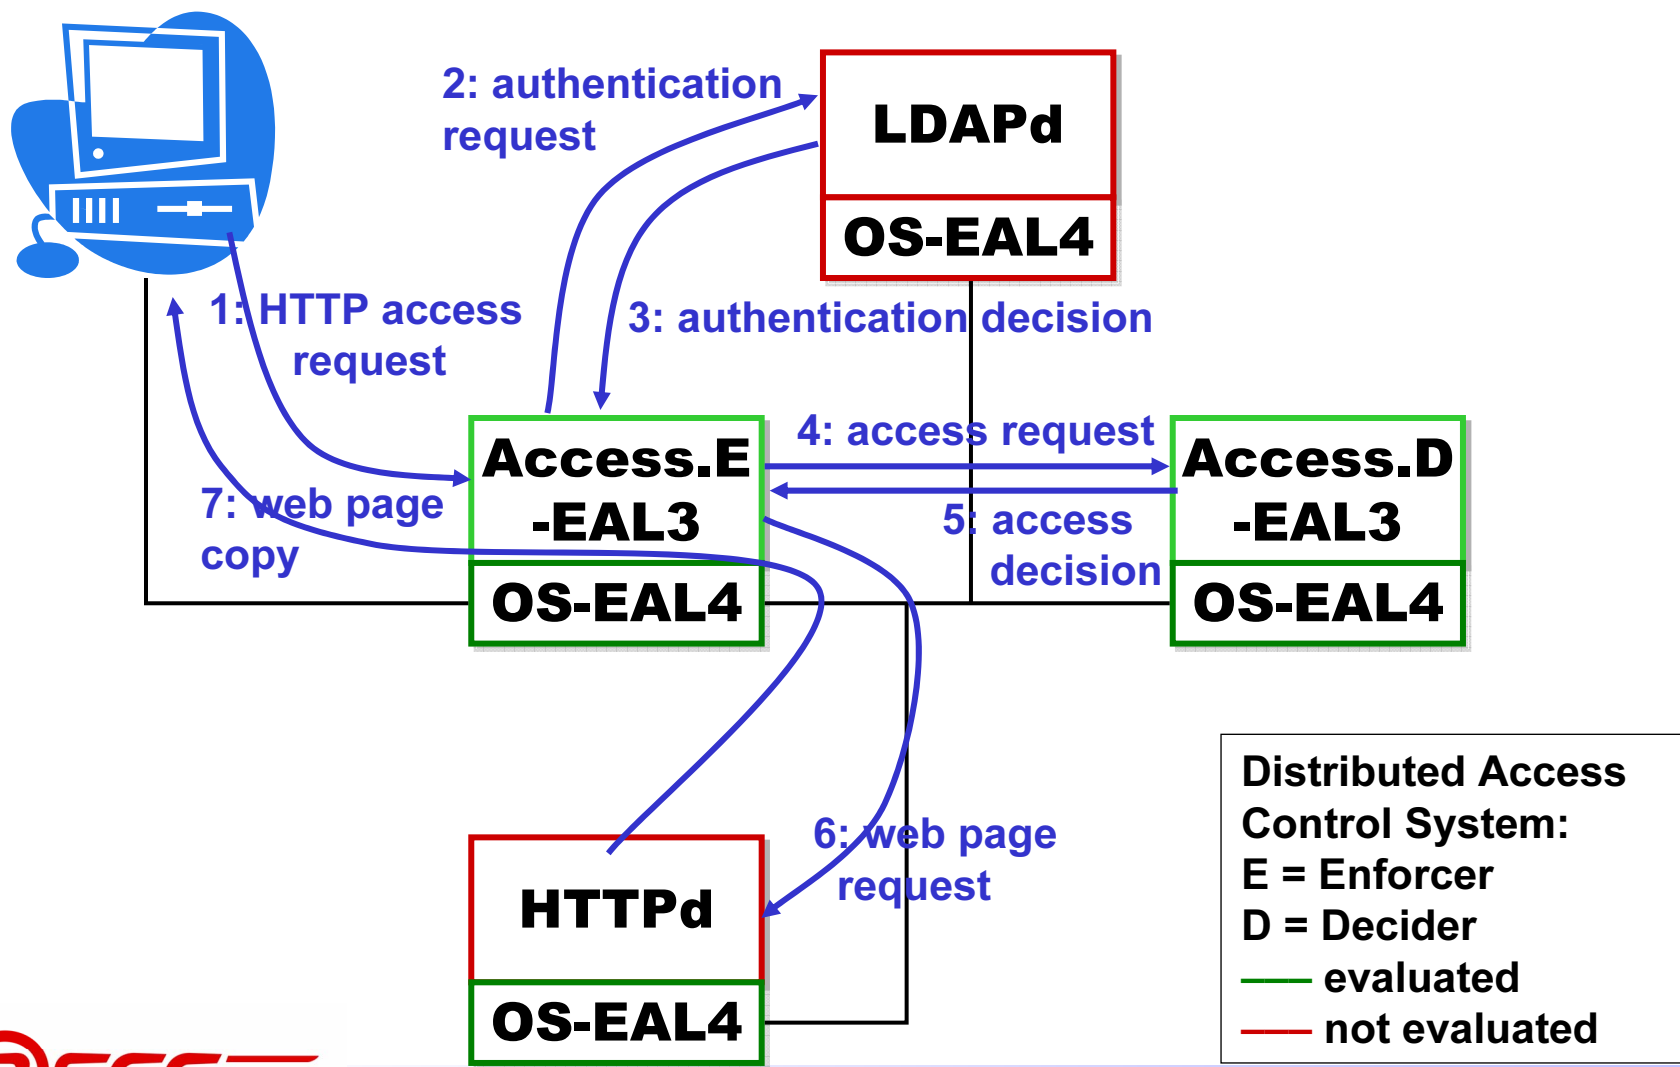 2: authentication
request
LDAPd
OS-EAL4
1: HTTP access
request
3: authentication decision
Access.E
-EAL3
OS-EAL4
4: access request
5: access
decision
Access.D
-EAL3
OS-EAL4
7: web page
copy
6: web page
request
HTTPd
OS-EAL4
Distributed Access
Control System:
E = Enforcer
D = Decider
evaluated
not evaluated